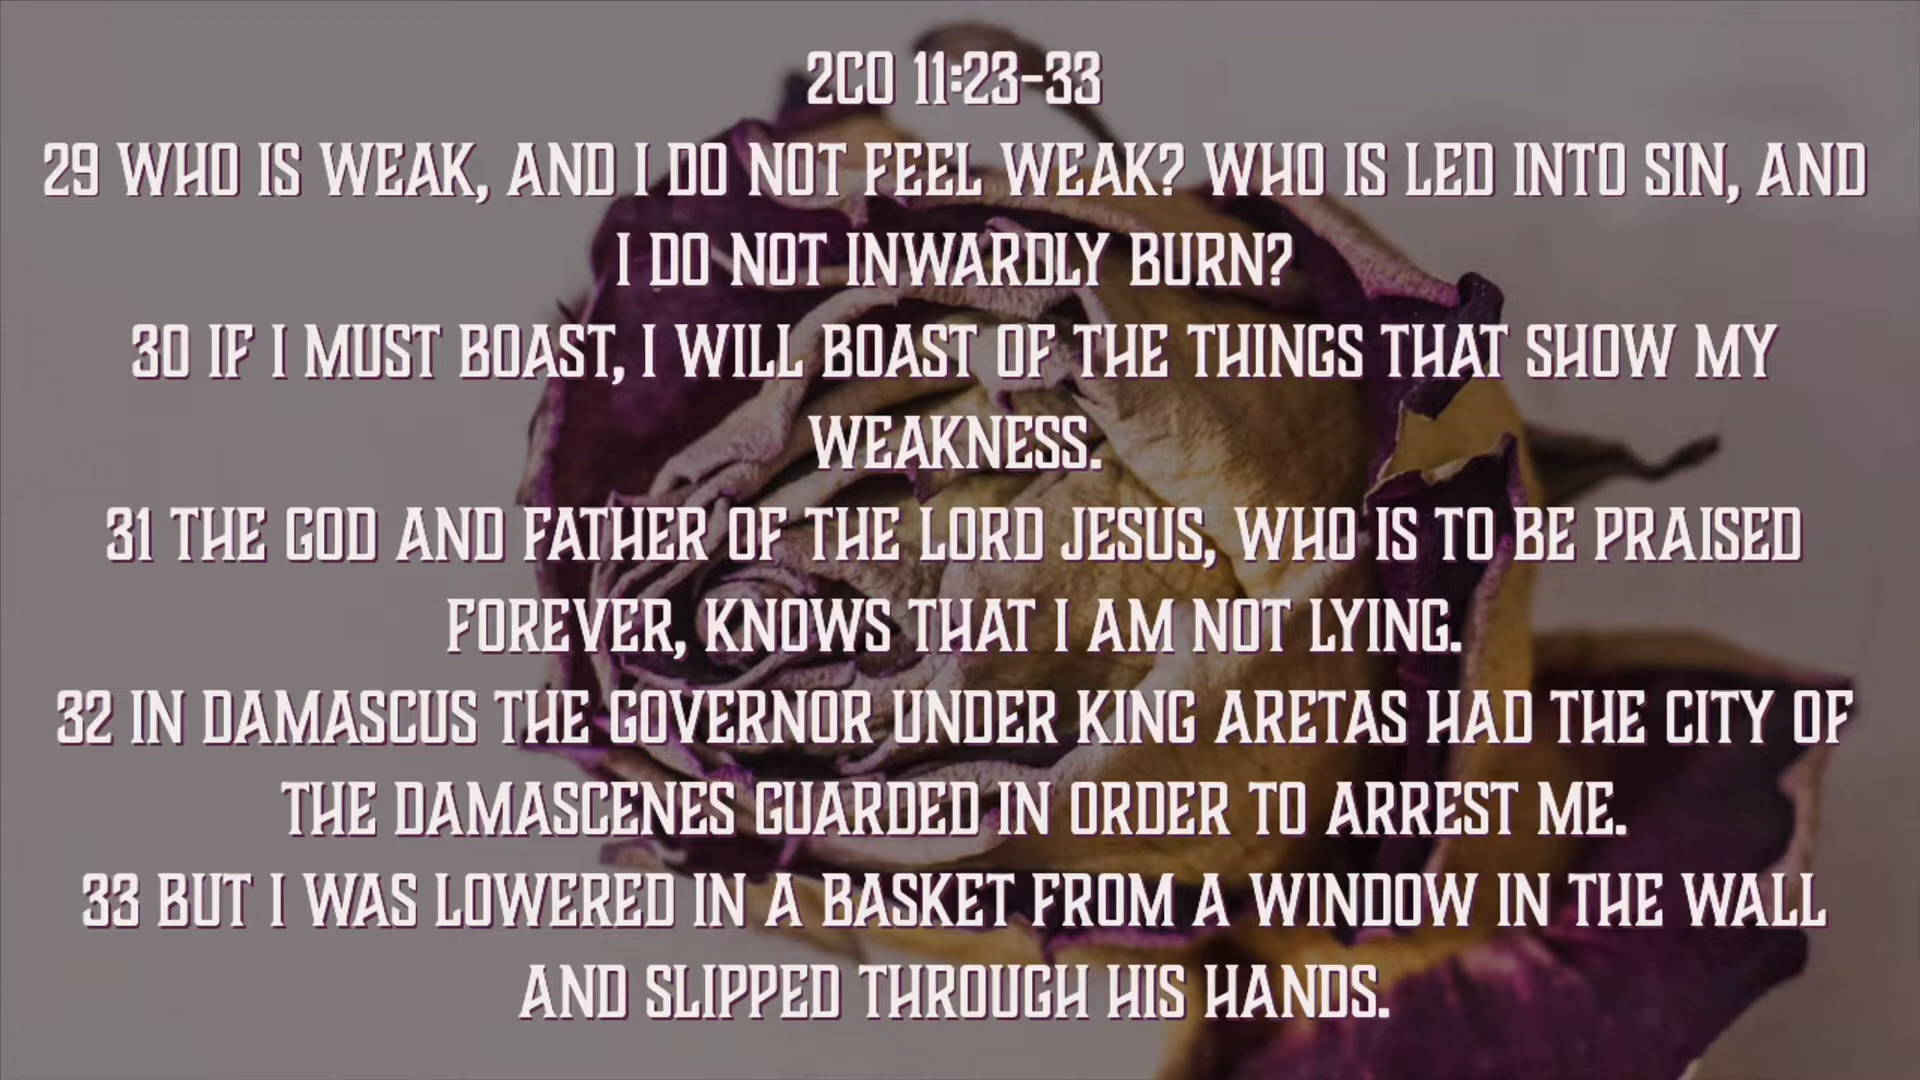 2CO 11:23-33
29 WHO IS WEAK, AND I DO NOT FEEL WEAK? WHO IS LED INTO SIN, AND
I DO NOT INWARDLY BURN?
30 IF I MUST BOAST, I WILL BOAST OF THE THINGS THAT SHOW MY
WEAKNESS.
31 THE GOD AND FATHER OF THE LORD JESUS, WHO IS TO BE PRAISED
FOREVER, KNOWS THAT I AM NOT LYING.
32 IN DAMASCUS THE GOVERNOR UNDER KING ARETAS HAD THE CITY OF
THE DAMASCENES GUARDED IN ORDER TO ARREST ME.
33 BUT I WAS LOWERED IN A BASKET FROM A WINDOW IN THE WALL
AND SLIPPED THROUGH HIS HANDS.